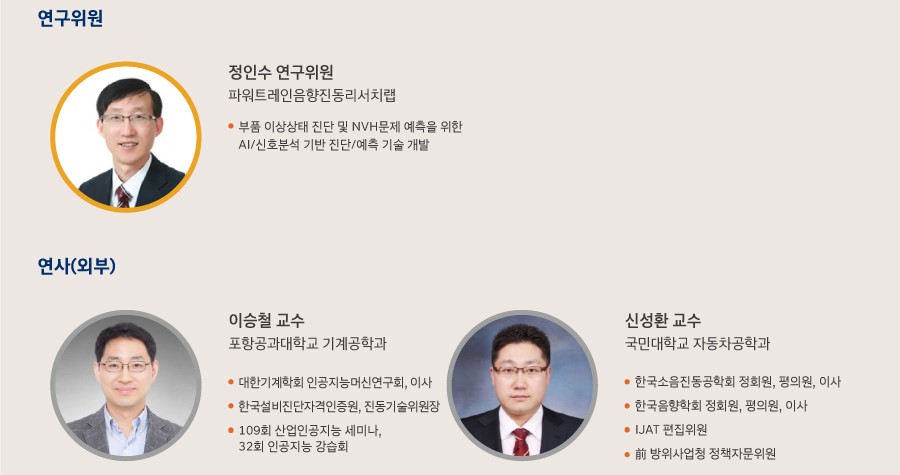 연구위원
정인수 연구위원
파워트레인음향진동리서치랩
• 부품 이상상태 진단 및 NVH문제 예측을 위한
AI/신호분석 기반 진단/예측 기술 개발
연사(외부)
이승철 교수
포항공과대학교 기계공학과
• 대한기계학회 인공지능머신연구회, 이사
• 한국설비진단자격인증원, 진동기술위원장
• 109회 산업인공지능 세미나,
32회 인공지능 강습회
신성환 교수
국민대학교 자동차공학과
• 한국소음진동공학회 정회원, 평의원, 이사
• 한국음향학회 정회원, 평의원, 이사
• IJAT 편집위원
• 前 방위사업청 정책자문위원